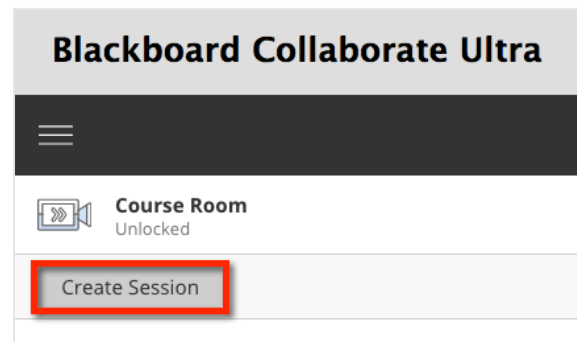 Blackboard Collaborate Ultra
Course Room
Unlocked
Create Session